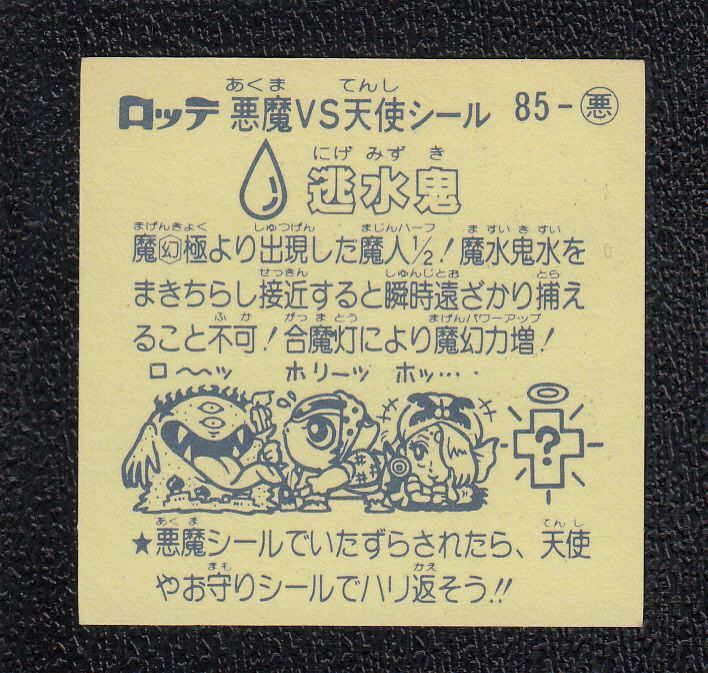 あくま てんし
ロッテ 悪魔VS天使シール 85-悪
にげ みず き
逃水鬼
まげんきょく しゅつげん まじんハーフ ますいきすい
魔幻極より出現した魔人1/2!魔水鬼水を
せっきん しゅんじとお とら
まきちらし接近すると瞬時遠ざかり捕え
ふか がっまとう まげんパワーアップ
ること不可!合魔灯により魔幻力増!
ロ〜〜ッ ホリーッ ホッ・・・・
?
あくま てんし
★悪魔シールでいたずらされたら、天使
まも かえ
やお守りシールでハリ返そう!!